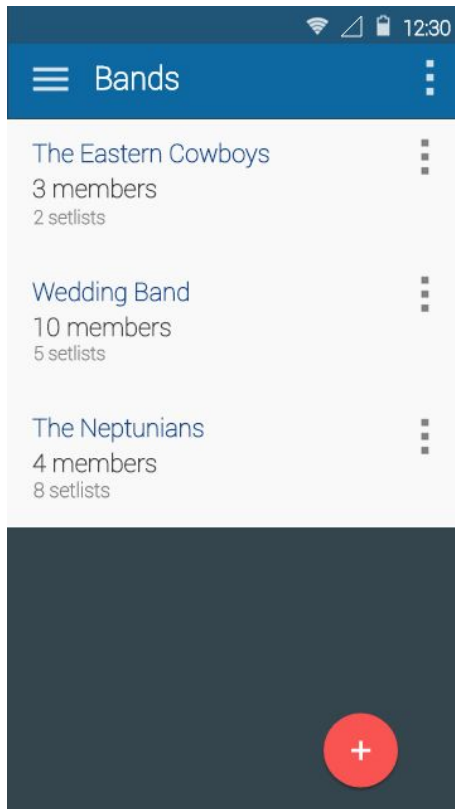 12:30
Bands
The Eastern Cowboys
3 members
2 setlists
Wedding Band
10 members
5 setlists
The Neptunians
4 members
8 setlists
+